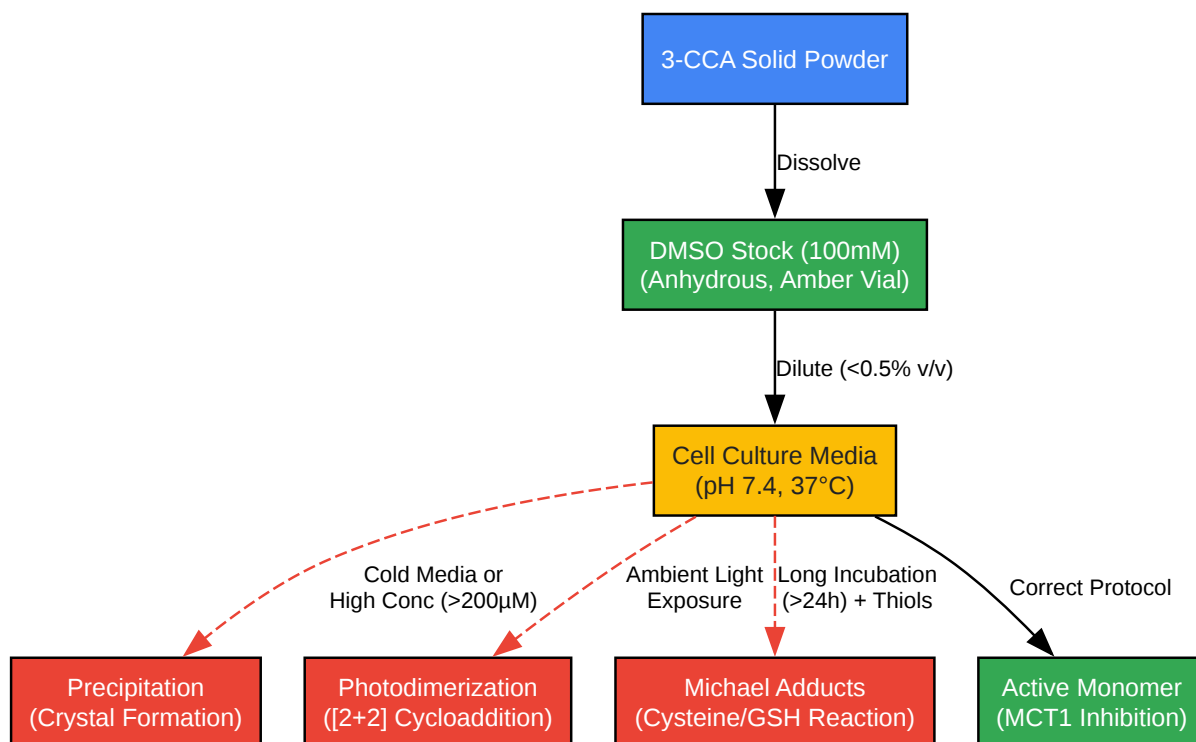 3-CCA Solid Powder
Dissolve
DMSO Stock (100mM)
(Anhydrous, Amber Vial)
Dilute (<0.5% v/v)
Cell Culture Media
(pH 7.4, 37°C)
Cold Media or
High Conc (>200µM)
Ambient Light
Exposure
Long Incubation
(>24h) + Thiols
Correct Protocol
Precipitation
(Crystal Formation)
Photodimerization
([2+2] Cycloaddition)
Michael Adducts
(Cysteine/GSH Reaction)
Active Monomer
(MCT1 Inhibition)